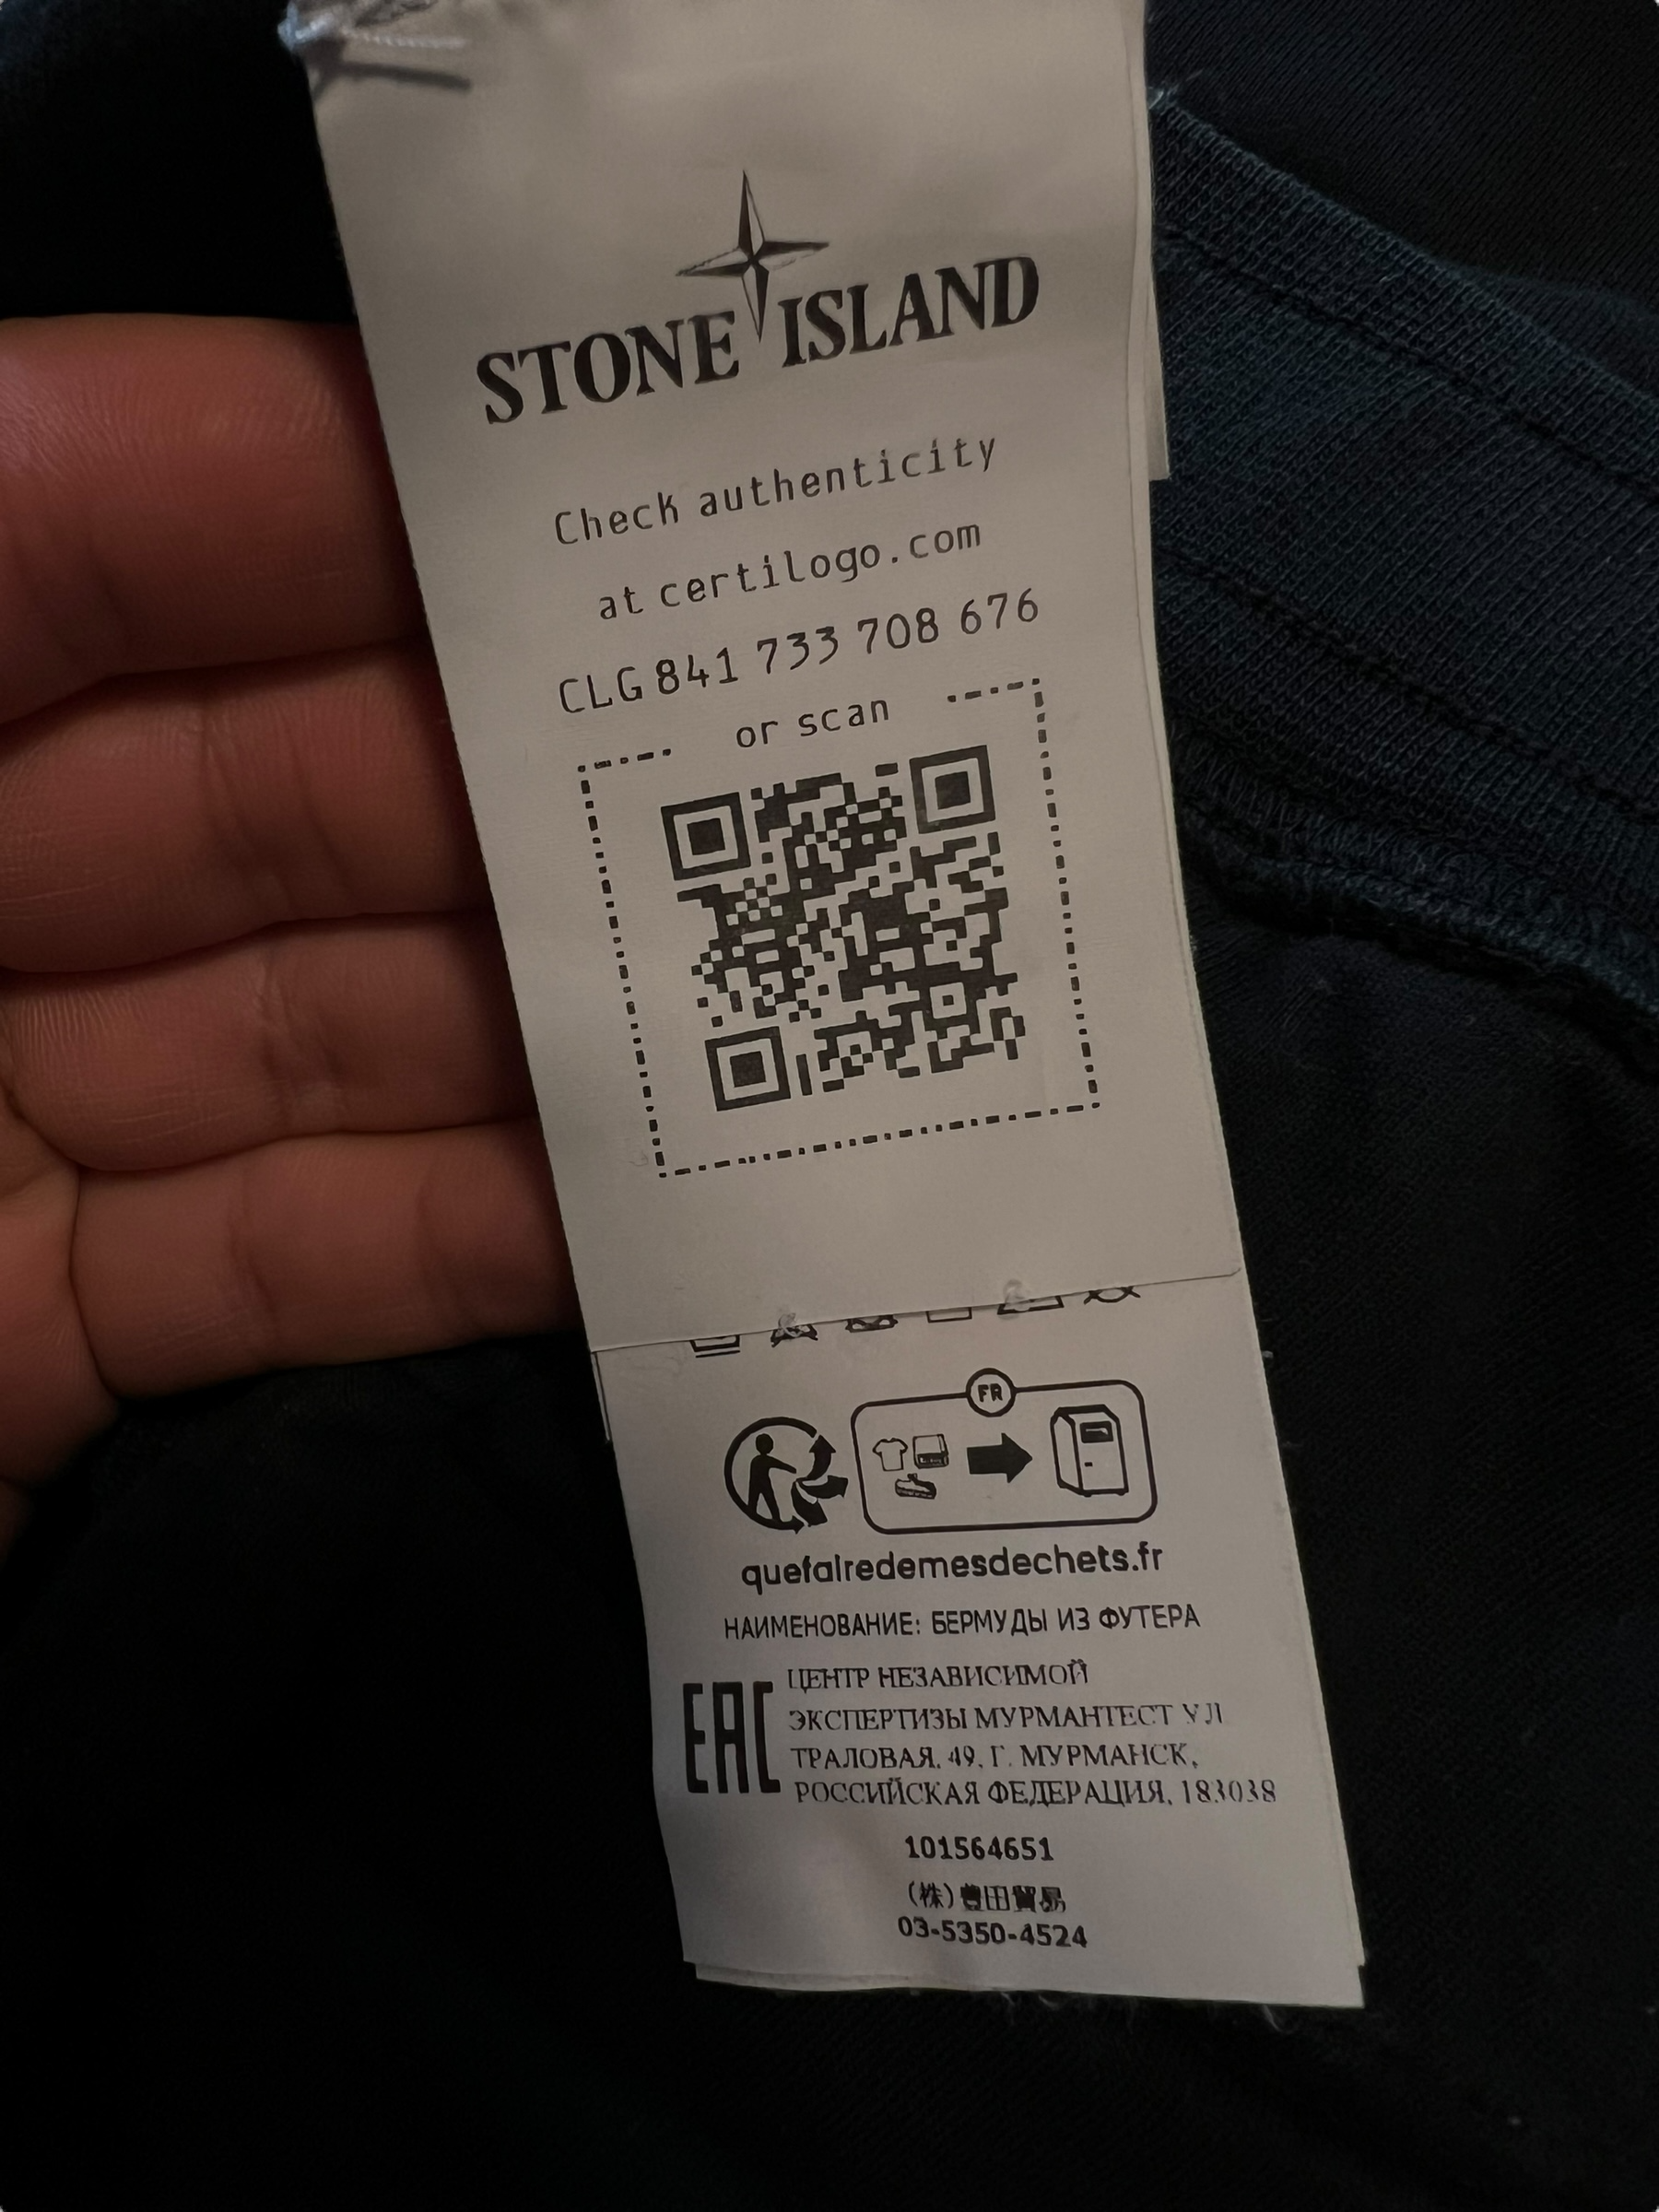 STONE ISLAND
Check authenticity
at certilogo.com
CLG 841 733 708 676
or scan
FR
quefairedemesdechets.fr
НАИМЕНОВАНИЕ: БЕРМУДЫ ИЗ ФУТЕРА
EAC
ЦЕНТР НЕЗАВИСИМОЙ
ЭКСПЕРТИЗЫ МУРМАНТЕСТ УЛ
ТРАЛОВАЯ, 49, Г. МУРМАНСК,
РОССИЙСКАЯ ФЕДЕРАЦИЯ, 183038
101564651
(株)豊田貿易
03-5350-4524